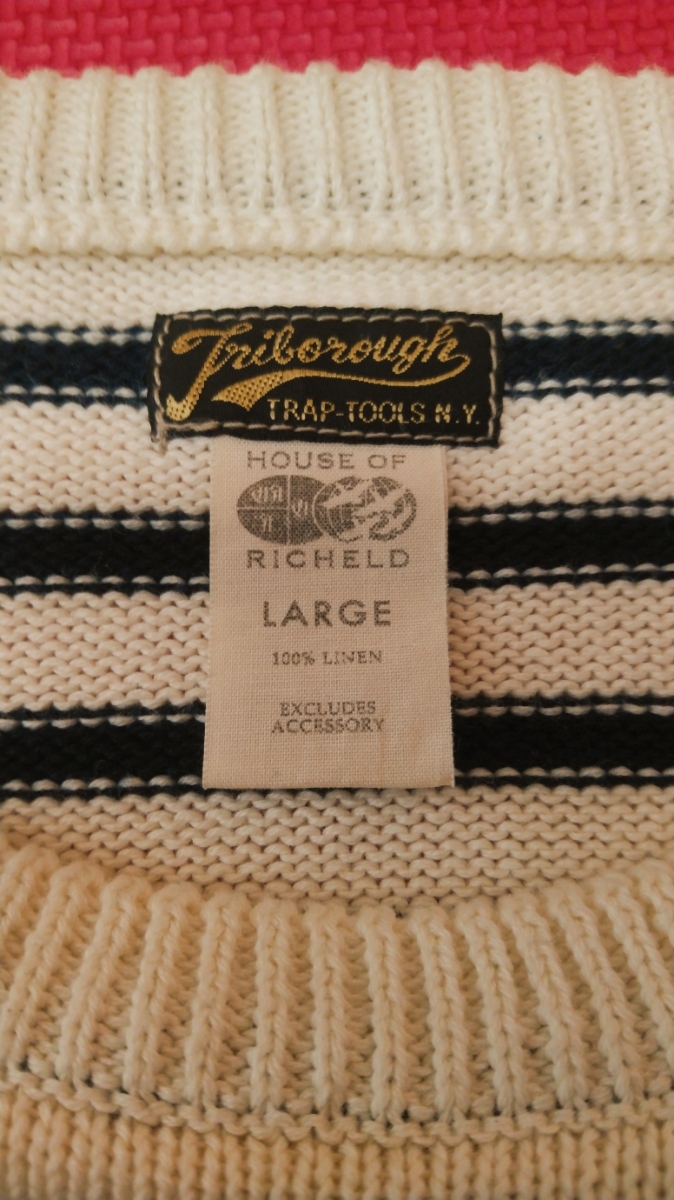 Triborough
TRAP-TOOLS N.Y.
HOUSE OF
RICHELD
LARGE
100% LINEN
EXCLUDES
ACCESSORY